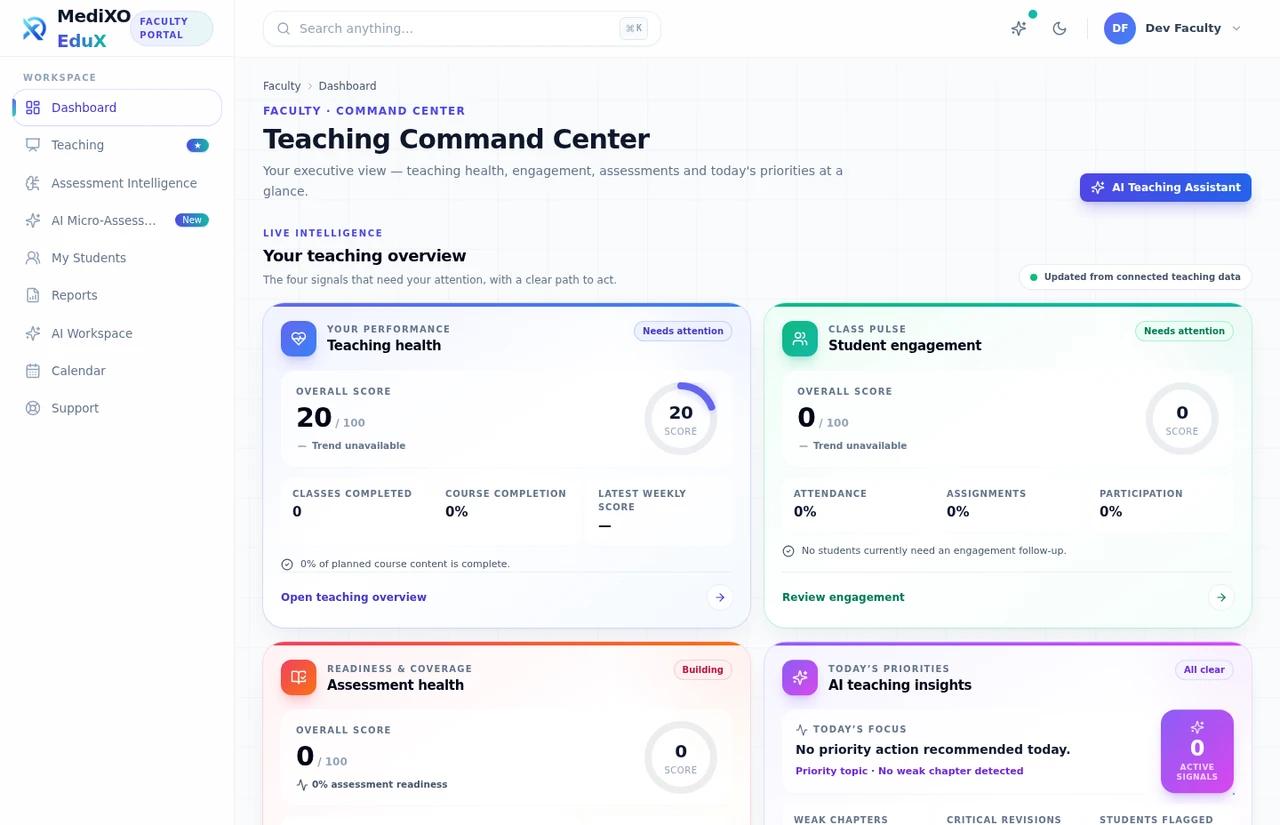 MediXO
EduX
FACULTY
PORTAL
WORKSPACE
Dashboard
Teaching
★
Assessment Intelligence
AI Micro-Assess...
New
My Students
Reports
AI Workspace
Calendar
Support
Search anything...
⌘K
DF
Dev Faculty
Faculty > Dashboard
FACULTY · COMMAND CENTER
Teaching Command Center
Your executive view — teaching health, engagement, assessments and today's priorities at a
glance.
AI Teaching Assistant
LIVE INTELLIGENCE
Your teaching overview
The four signals that need your attention, with a clear path to act.
Updated from connected teaching data
YOUR PERFORMANCE
Teaching health
Needs attention
OVERALL SCORE
20 / 100
— Trend unavailable
20
SCORE
CLASSES COMPLETED
0
COURSE COMPLETION
0%
LATEST WEEKLY
SCORE
—
0% of planned course content is complete.
Open teaching overview
CLASS PULSE
Student engagement
Needs attention
OVERALL SCORE
0 / 100
— Trend unavailable
0
SCORE
ATTENDANCE
0%
ASSIGNMENTS
0%
PARTICIPATION
0%
No students currently need an engagement follow-up.
Review engagement
READINESS & COVERAGE
Assessment health
Building
OVERALL SCORE
0 / 100
0% assessment readiness
0
SCORE
TODAY’S PRIORITIES
AI teaching insights
All clear
TODAY’S FOCUS
No priority action recommended today.
Priority topic · No weak chapter detected
0
ACTIVE
SIGNALS
WEAK CHAPTERS
CRITICAL REVISIONS
STUDENTS FLAGGED